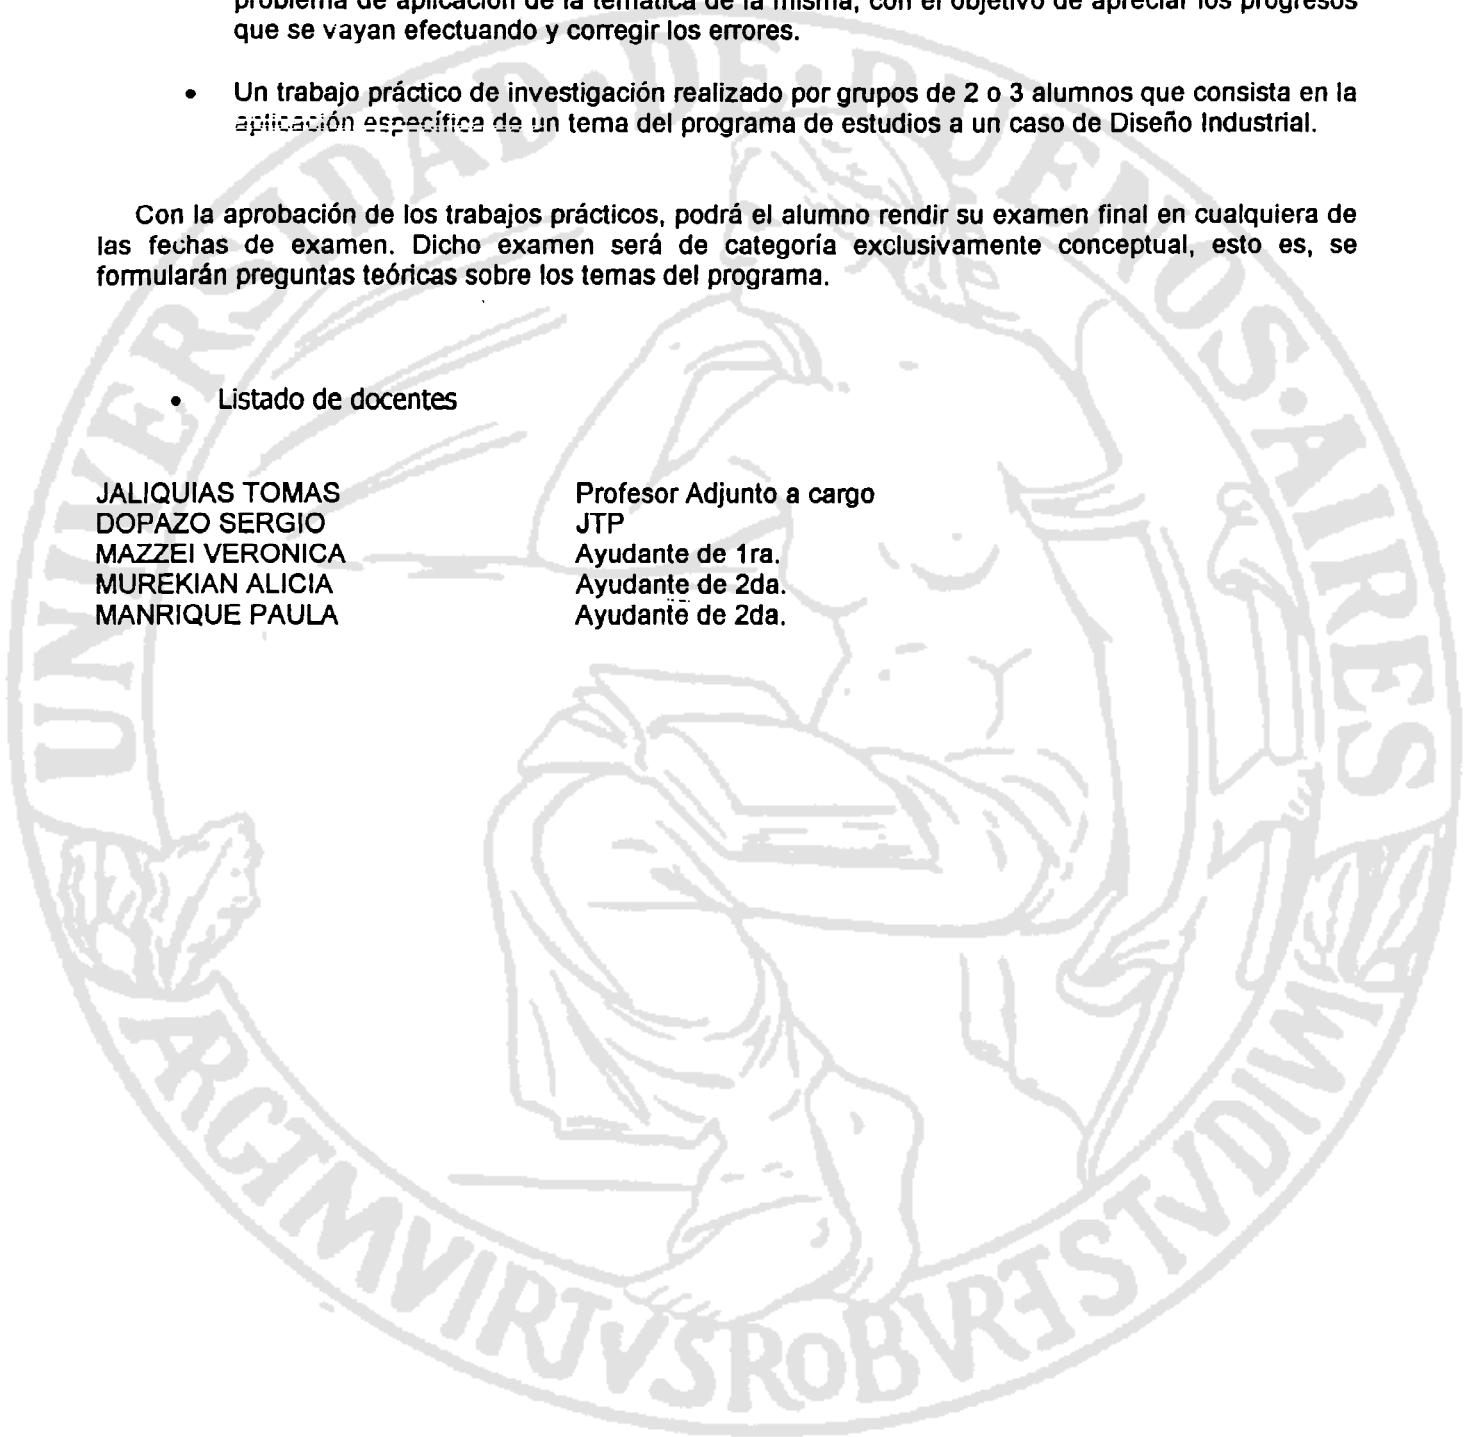 problema de aplicación de la temática de la misma, con el objetivo de apreciar los progresos
que se vayan efectuando y corregir los errores.
• Un trabajo práctico de investigación realizado por grupos de 2 o 3 alumnos que consista en la
aplicación específica de un tema del programa de estudios a un caso de Diseño Industrial.
Con la aprobación de los trabajos prácticos, podrá el alumno rendir su examen final en cualquiera de
las fechas de examen. Dicho examen será de categoría exclusivamente conceptual, esto es, se
formularán preguntas teóricas sobre los temas del programa.
• Listado de docentes
JALIQUIAS TOMAS Profesor Adjunto a cargo
DOPAZO SERGIO JTP
MAZZEI VERONICA Ayudante de 1ra.
MUREKIAN ALICIA Ayudante de 2da.
MANRIQUE PAULA Ayudante de 2da.
UNIVERSIDAD·DE·BUENOS·AIRES
ARGTMVIRTVSROBVRETSTVDIVM